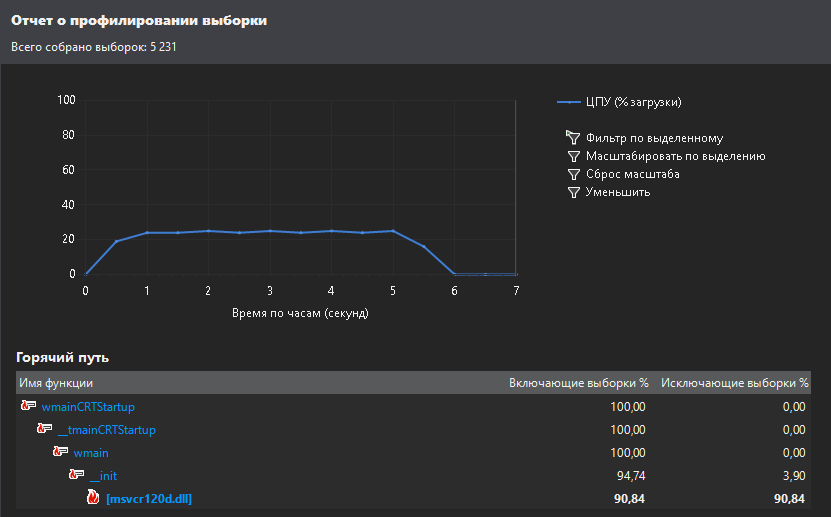 Отчет о профилировании выборки
Всего собрано выборок: 5 231
100
80
60
40
20
0
0 1 2 3 4 5 6 7
Время по часам (секунд)
ЦПУ (% загрузки)
Фильтр по выделенному
Масштабировать по выделению
Сброс масштаба
Уменьшить
Горячий путь
Имя функции Включающие выборки % Исключающие выборки %
wmainCRTStartup 100,00 0,00
__tmainCRTStartup 100,00 0,00
wmain 100,00 0,00
__init 94,74 3,90
[msvcr120d.dll] 90,84 90,84